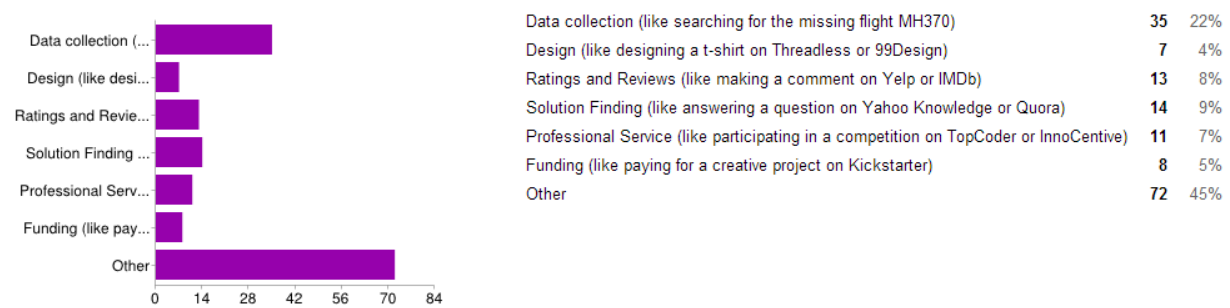 Data collection (...
Design (like desi...
Ratings and Revie...
Solution Finding ...
Professional Serv...
Funding (like pay...
Other
0 14 28 42 56 70 84
Data collection (like searching for the missing flight MH370) 35 22%
Design (like designing a t-shirt on Threadless or 99Design) 7 4%
Ratings and Reviews (like making a comment on Yelp or IMDb) 13 8%
Solution Finding (like answering a question on Yahoo Knowledge or Quora) 14 9%
Professional Service (like participating in a competition on TopCoder or InnoCentive) 11 7%
Funding (like paying for a creative project on Kickstarter) 8 5%
Other 72 45%